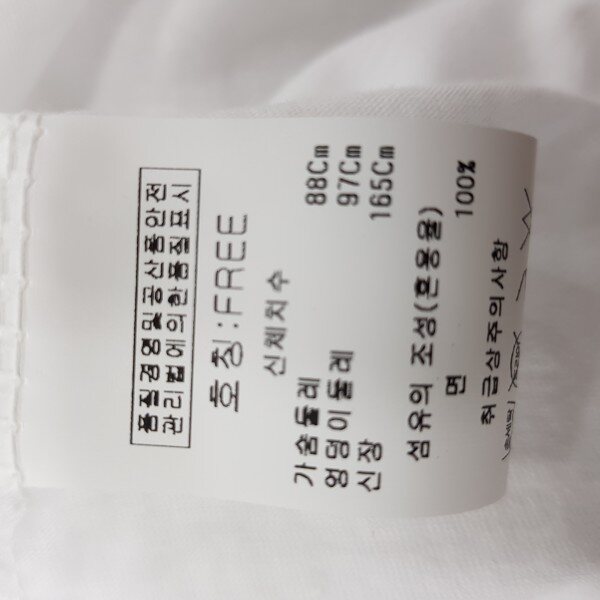 품질경영및공산품안전
관리법에의한품질표시
호칭:FREE
신체치수
가슴둘레 88Cm
엉덩이둘레 97Cm
신장 165Cm
섬유의 조성(혼용율)
면 100%
취급상주의사항